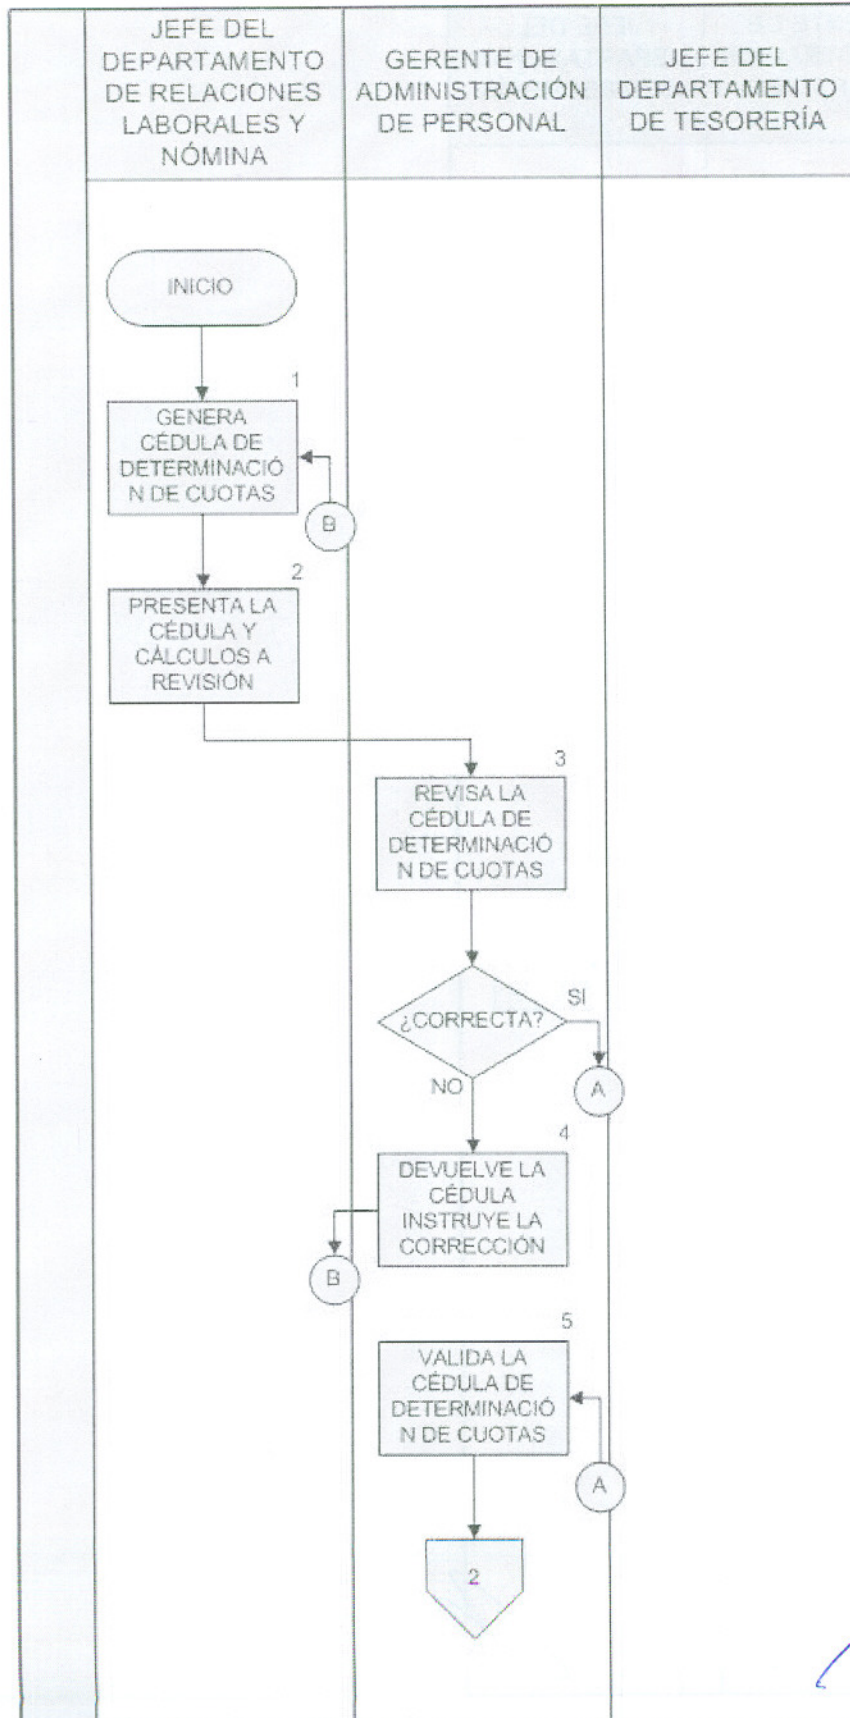 JEFE DEL
DEPARTAMENTO
DE RELACIONES
LABORALES Y
NÓMINA
GERENTE DE
ADMINISTRACIÓN
DE PERSONAL
JEFE DEL
DEPARTAMENTO
DE TESORERÍA
INICIO
1
GENERA
CÉDULA DE
DETERMINACIÓ
N DE CUOTAS
B
2
PRESENTA LA
CÉDULA Y
CÁLCULOS A
REVISIÓN
3
REVISA LA
CÉDULA DE
DETERMINACIÓ
N DE CUOTAS
¿CORRECTA?
SI
A
NO
4
DEVUELVE LA
CÉDULA
INSTRUYE LA
CORRECCIÓN
B
5
VALIDA LA
CÉDULA DE
DETERMINACIÓ
N DE CUOTAS
A
2